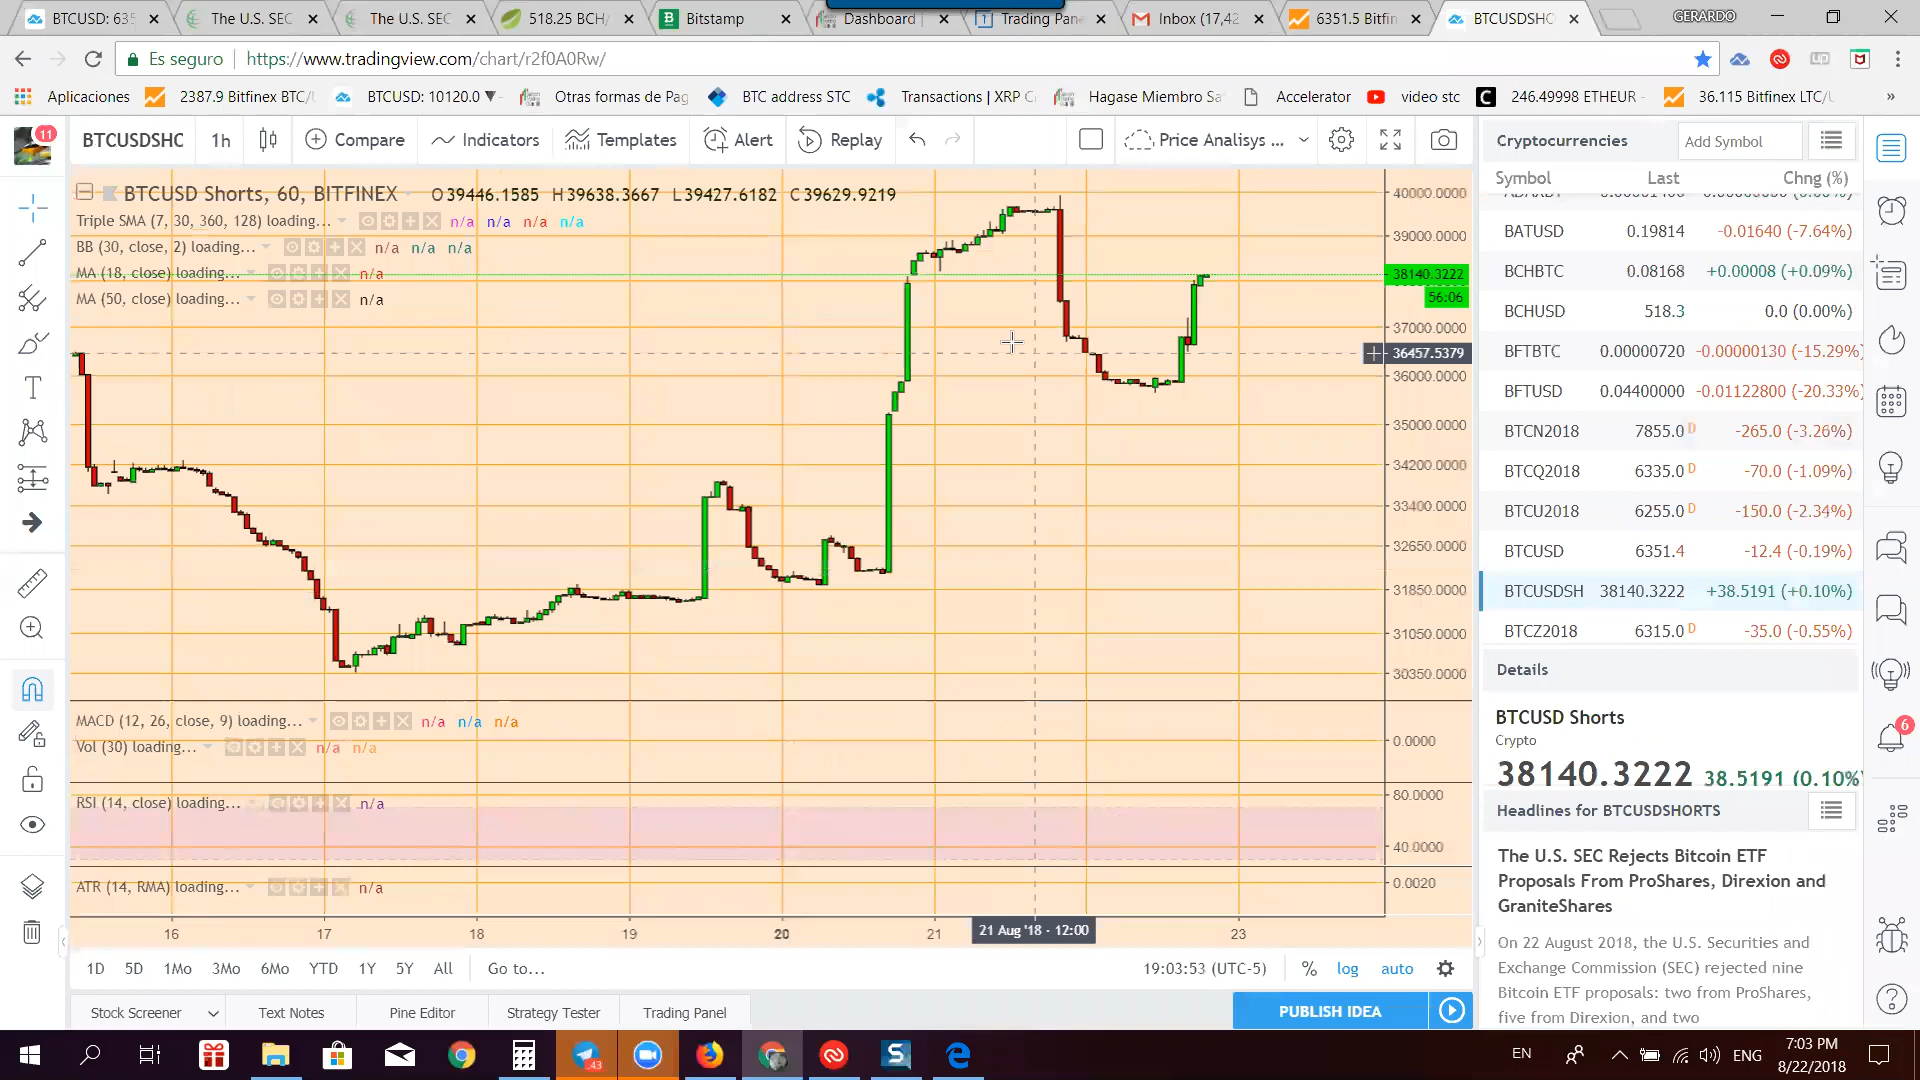 BTCUSD: 635
The U.S. SEC
The U.S. SEC
518.25 BCH/
Bitstamp
Dashboard
Trading Pan
Inbox (17,42
6351.5 Bitfin
BTCUSDSHO
GERARDO
Es seguro
https://www.tradingview.com/chart/r2f0A0Rw/
Aplicaciones
2387.9 Bitfinex BTC/
BTCUSD: 10120.0 ▼
Otras formas de Pag
BTC address STC
Transactions | XRP C
Hagase Miembro Sa
Accelerator
video stc
246.49998 ETHEUR -
36.115 Bitfinex LTC/
»
11
BTCUSDSHO
1h
Compare
Indicators
Templates
Alert
Replay
Price Analisys ...
Cryptocurrencies
Add Symbol
Symbol Last Chng (%)
BTCUSD Shorts, 60, BITFINEX O39446.1585 H39638.3667 L39427.6182 C39629.9219
Triple SMA (7, 30, 360, 128) loading... n/a n/a n/a n/a
BB (30, close, 2) loading... n/a n/a n/a
MA (18, close) loading... n/a
MA (50, close) loading... n/a
40000.0000
39000.0000
38140.3222
56:06
37000.0000
36457.5379
36000.0000
35000.0000
34200.0000
33400.0000
32650.0000
31850.0000
31050.0000
30350.0000
MACD (12, 26, close, 9) loading... n/a n/a n/a
0.0000
Vol (30) loading... n/a n/a
RSI (14, close) loading... n/a
80.0000
40.0000
ATR (14, RMA) loading... n/a
0.0020
16 17 18 19 20 21 21 Aug '18 - 12:00 23
BATUSD 0.19814 -0.01640 (-7.64%)
BCHBTC 0.08168 +0.00008 (+0.09%)
BCHUSD 518.3 0.0 (0.00%)
BFTBTC 0.00000720 -0.00000130 (-15.29%)
BFTUSD 0.04400000 -0.01122800 (-20.33%)
BTCN2018 7855.0 D -265.0 (-3.26%)
BTCQ2018 6335.0 D -70.0 (-1.09%)
BTCU2018 6255.0 D -150.0 (-2.34%)
BTCUSD 6351.4 -12.4 (-0.19%)
BTCUSDSH 38140.3222 +38.5191 (+0.10%)
BTCZ2018 6315.0 D -35.0 (-0.55%)
Details
BTCUSD Shorts
Crypto
38140.3222 38.5191 (0.10%)
6
Headlines for BTCUSDSHORTS
The U.S. SEC Rejects Bitcoin ETF
Proposals From ProShares, Direxion and
GraniteShares
On 22 August 2018, the U.S. Securities and
Exchange Commission (SEC) rejected nine
Bitcoin ETF proposals: two from ProShares,
five from Direxion, and two
1D 5D 1Mo 3Mo 6Mo YTD 1Y 5Y All Go to... 19:03:53 (UTC-5) % log auto
Stock Screener Text Notes Pine Editor Strategy Tester Trading Panel PUBLISH IDEA
43
EN
ENG
7:03 PM
8/22/2018